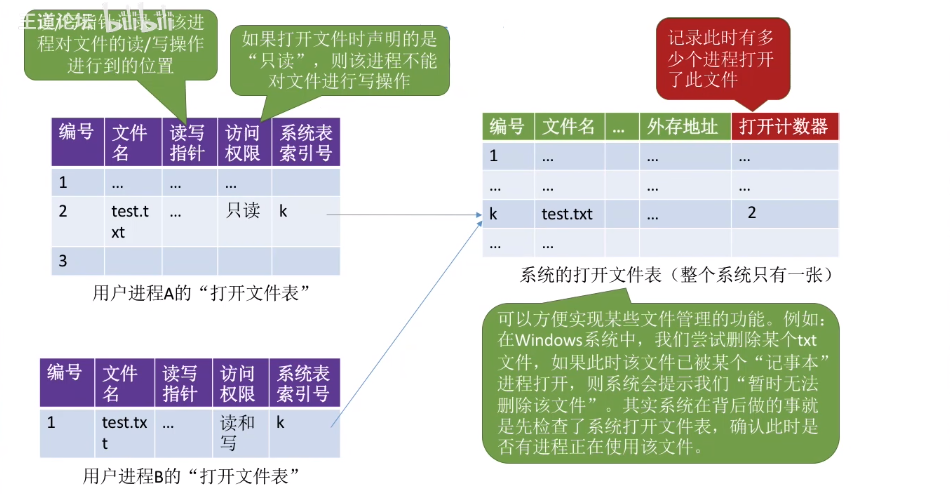 王道论坛 bilibili
该进
程对文件的读/写操作
进行到的位置
如果打开文件时声明的是
“只读”，则该进程不能
对文件进行写操作
记录此时有多
少个进程打开
了此文件
编号 文件名 读写指针 访问权限 系统表索引号
1 ... ... ...
2 test.txt ... 只读 k
3
用户进程A的“打开文件表”
编号 文件名 ... 外存地址 打开计数器
1 ... ... ...
... ... ... ...
k test.txt ... 2
... ...
系统的打开文件表（整个系统只有一张）
可以方便实现某些文件管理的功能。例如：
在Windows系统中，我们尝试删除某个txt
文件，如果此时该文件已被某个“记事本”
进程打开，则系统会提示我们“暂时无法
删除该文件”。其实系统在背后做的事就
是先检查了系统打开文件表，确认此时是
否有进程正在使用该文件。
编号 文件名 读写指针 访问权限 系统表索引号
1 test.txt ... 读和写 k
用户进程B的“打开文件表”